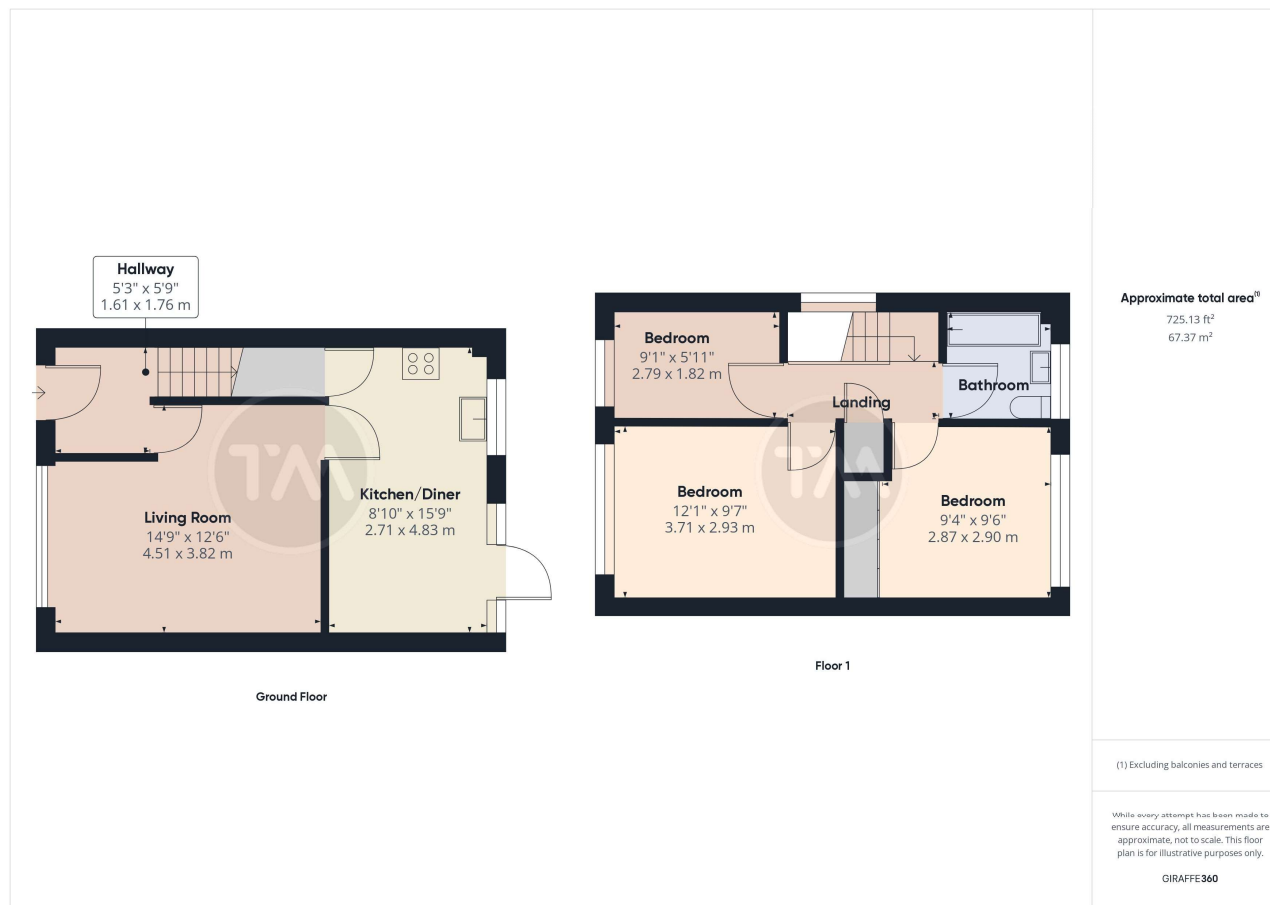 Hallway
5'3" x 5'9"
1.61 x 1.76 m
Living Room
14'9" x 12'6"
4.51 x 3.82 m
Kitchen/Diner
8'10" x 15'9"
2.71 x 4.83 m
TM
Ground Floor
Bedroom
9'1" x 5'11"
2.79 x 1.82 m
Landing
Bathroom
Bedroom
12'1" x 9'7"
3.71 x 2.93 m
TM
Bedroom
9'4" x 9'6"
2.87 x 2.90 m
Floor 1
Approximate total area⁽¹⁾
725.13 ft²
67.37 m²
(1) Excluding balconies and terraces
While every attempt has been made to
ensure accuracy, all measurements are
approximate, not to scale. This floor
plan is for illustrative purposes only.
GIRAFFE360